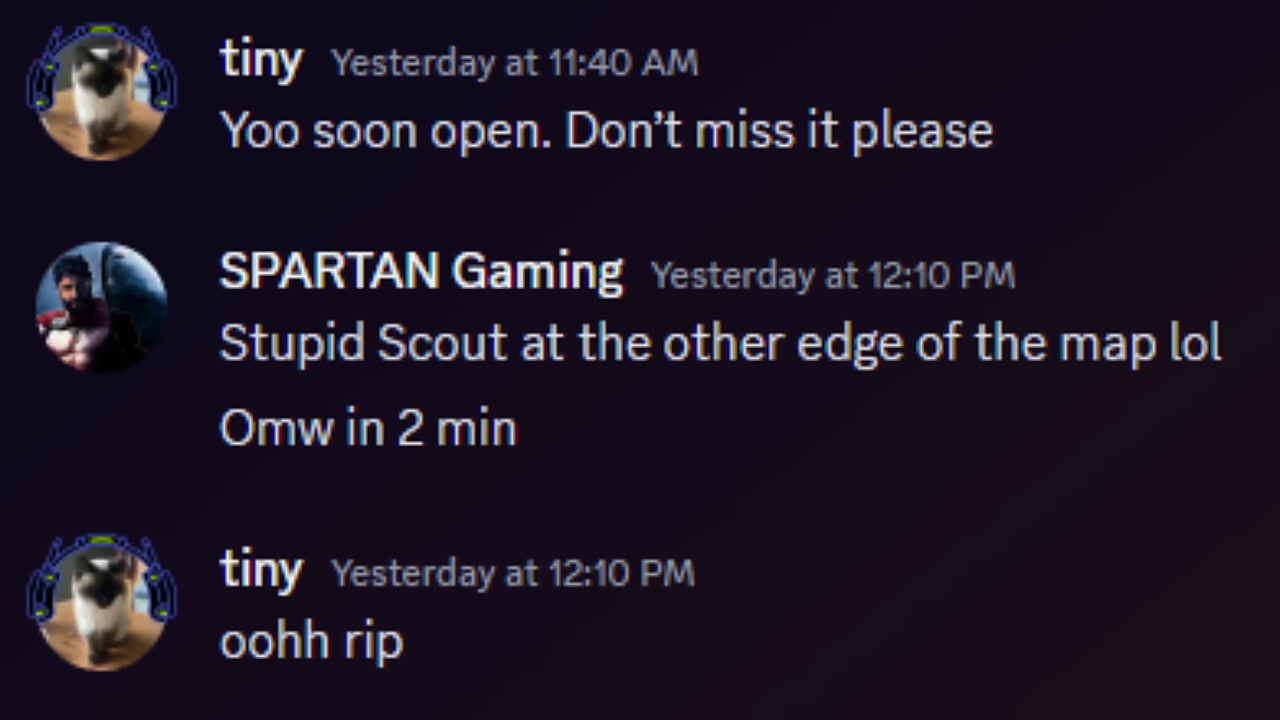 tiny Yesterday at 11:40 AM
Yoo soon open. Don’t miss it please
SPARTAN Gaming Yesterday at 12:10 PM
Stupid Scout at the other edge of the map lol
Omw in 2 min
tiny Yesterday at 12:10 PM
oohh rip